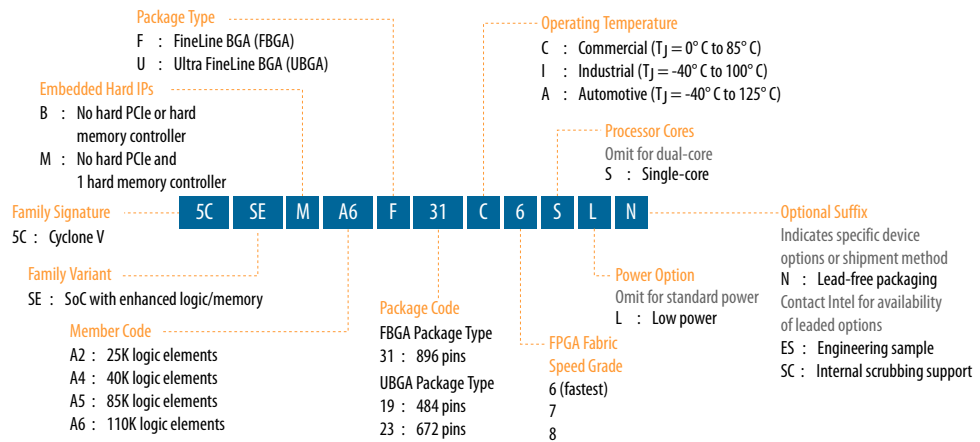 Package Type
F : FineLine BGA (FBGA)
U : Ultra FineLine BGA (UBGA)
Operating Temperature
C : Commercial (TJ = 0° C to 85° C)
I : Industrial (TJ = -40° C to 100° C)
A : Automotive (TJ = -40° C to 125° C)
Embedded Hard IPs
B : No hard PCIe or hard
memory controller
M : No hard PCIe and
1 hard memory controller
Processor Cores
Omit for dual-core
S : Single-core
Family Signature
5C : Cyclone V
5C SE M A6 F 31 C 6 S L N
Optional Suffix
Indicates specific device
options or shipment method
N : Lead-free packaging
Contact Intel for availability
of leaded options
ES : Engineering sample
SC : Internal scrubbing support
Family Variant
SE : SoC with enhanced logic/memory
Power Option
Omit for standard power
L : Low power
Member Code
A2 : 25K logic elements
A4 : 40K logic elements
A5 : 85K logic elements
A6 : 110K logic elements
Package Code
FBGA Package Type
31 : 896 pins
UBGA Package Type
19 : 484 pins
23 : 672 pins
FPGA Fabric
Speed Grade
6 (fastest)
7
8